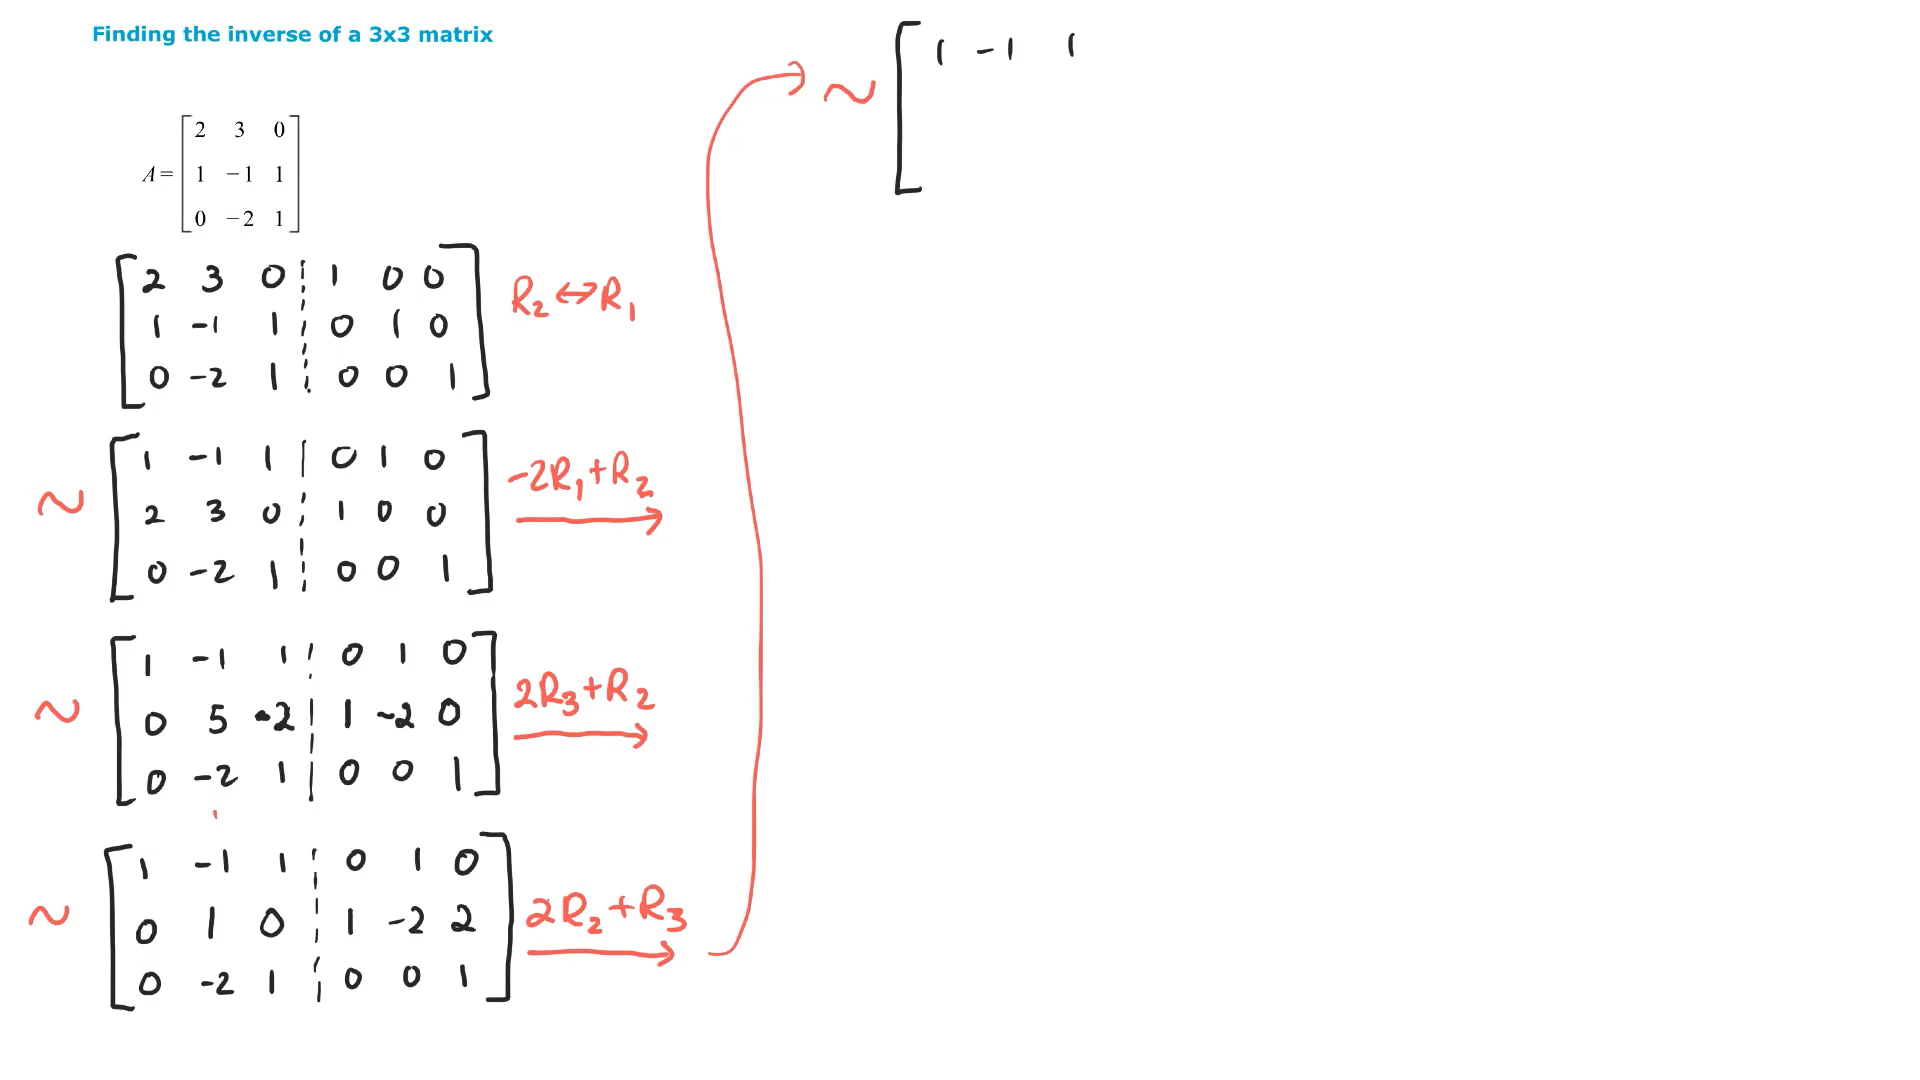 Finding the inverse of a 3x3 matrix
A = [2 3 0
1 −1 1
0 −2 1]
[2 3 0 | 1 0 0
1 -1 1 | 0 1 0
0 -2 1 | 0 0 1] R₂ ↔ R₁
~ [1 -1 1 | 0 1 0
2 3 0 | 1 0 0
0 -2 1 | 0 0 1] -2R₁ + R₂ →
~ [1 -1 1 | 0 1 0
0 5 -2 | 1 -2 0
0 -2 1 | 0 0 1] 2R₃ + R₂ →
~ [1 -1 1 | 0 1 0
0 1 0 | 1 -2 2
0 -2 1 | 0 0 1] 2R₂ + R₃ →
~ [1 -1 1